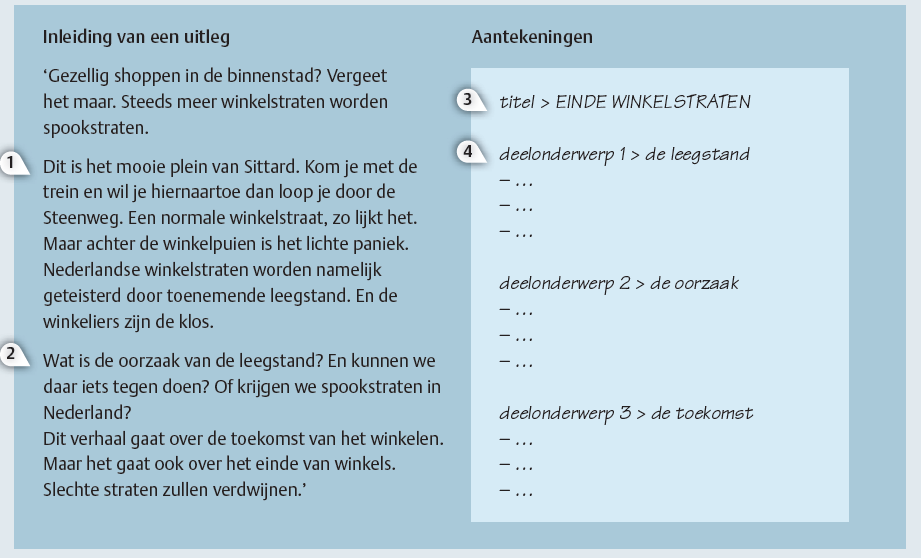 Inleiding van een uitleg
‘Gezellig shoppen in de binnenstad? Vergeet
het maar. Steeds meer winkelstraten worden
spookstraten.
1
Dit is het mooie plein van Sittard. Kom je met de
trein en wil je hiernaartoe dan loop je door de
Steenweg. Een normale winkelstraat, zo lijkt het.
Maar achter de winkelpuien is het lichte paniek.
Nederlandse winkelstraten worden namelijk
geteisterd door toenemende leegstand. En de
winkeliers zijn de klos.
2
Wat is de oorzaak van de leegstand? En kunnen we
daar iets tegen doen? Of krijgen we spookstraten in
Nederland?
Dit verhaal gaat over de toekomst van het winkelen.
Maar het gaat ook over het einde van winkels.
Slechte straten zullen verdwijnen.’
Aantekeningen
3
titel > EINDE WINKELSTRATEN
4
deelonderwerp 1 > de leegstand
– ...
– ...
– ...
deelonderwerp 2 > de oorzaak
– ...
– ...
– ...
deelonderwerp 3 > de toekomst
– ...
– ...
– ...